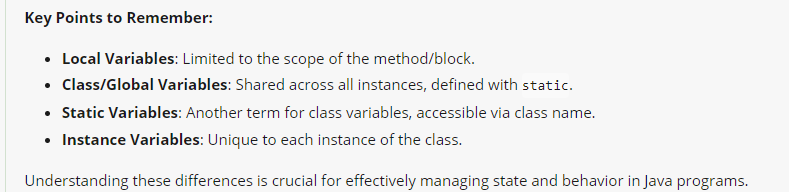 Key Points to Remember:
Local Variables: Limited to the scope of the method/block.
Class/Global Variables: Shared across all instances, defined with static.
Static Variables: Another term for class variables, accessible via class name.
Instance Variables: Unique to each instance of the class.
Understanding these differences is crucial for effectively managing state and behavior in Java programs.